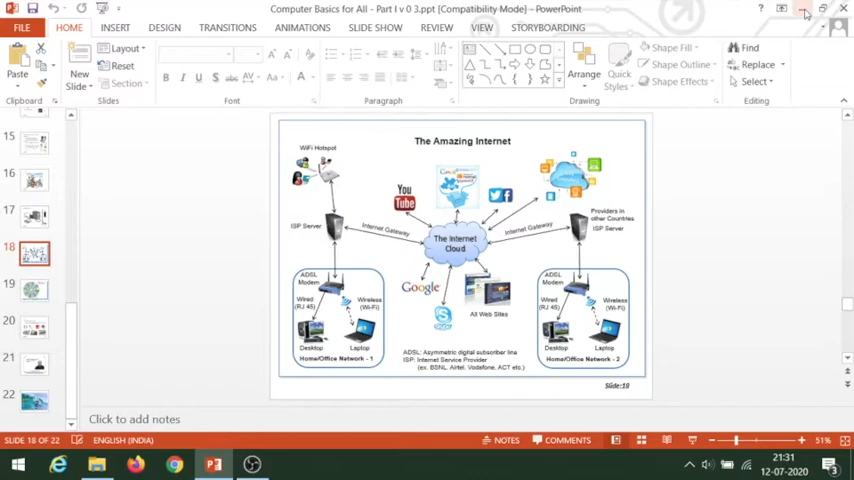 Computer Basics for All - Part I v 0 3.ppt [Compatibility Mode] - PowerPoint
FILE HOME INSERT DESIGN TRANSITIONS ANIMATIONS SLIDE SHOW REVIEW VIEW STORYBOARDING
Paste
New
Slide
Layout
Reset
Section
B I U S abc AV Aa A
Arrange
Quick
Styles
Shape Fill
Shape Outline
Shape Effects
Find
Replace
Select
Clipboard Slides Font Paragraph Drawing Editing
15
16
17
18
19
20
21
22
The Amazing Internet
WiFi Hotspot
You
Tube
ISP Server
Internet Gateway
The Internet
Cloud
Internet Gateway
Providers in
other Countries
ISP Server
ADSL
Modem
Wired
(RJ 45)
Wireless
(Wi-Fi)
Desktop
Laptop
Home/Office Network - 1
Google
All Web Sites
ADSL
Modem
Wired
(RJ 45)
Wireless
(Wi-Fi)
Desktop
Laptop
Home/Office Network - 2
ADSL: Asymetric digital subscriber line
ISP: Internet Service Provider
(ex. BSNL, Airtel, Vodafone, ACT etc.)
Slide:18
Click to add notes
SLIDE 18 OF 22 ENGLISH (INDIA) NOTES COMMENTS 51%
21:31
12-07-2020
3